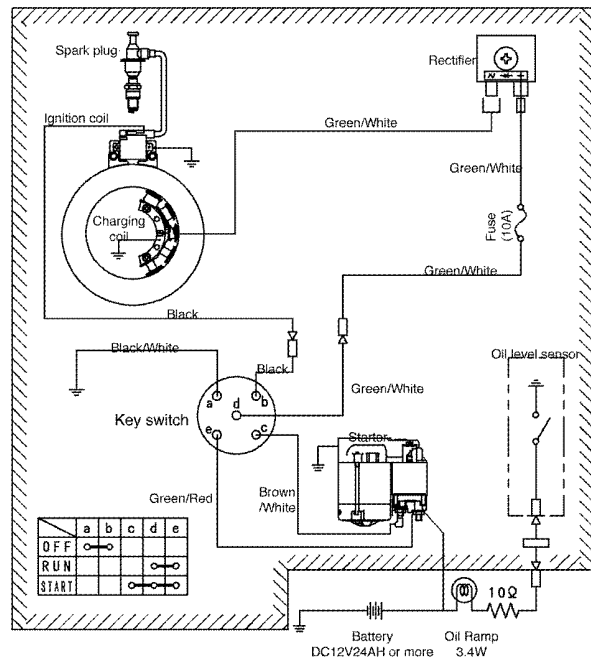 Spark plug
Rectifier
N
+
Ignition coil
Green/White
Green/White
Charging
coil
Fuse
(10A)
Green/White
Black
Black/White
Black
Oil level sensor
Green/White
a
b
d
e
c
Key switch
Starter
Green/Red
Brown
/White
a b c d e
OFF
RUN
START
10Ω
Battery
DC12V24AH or more
Oil Ramp
3.4W